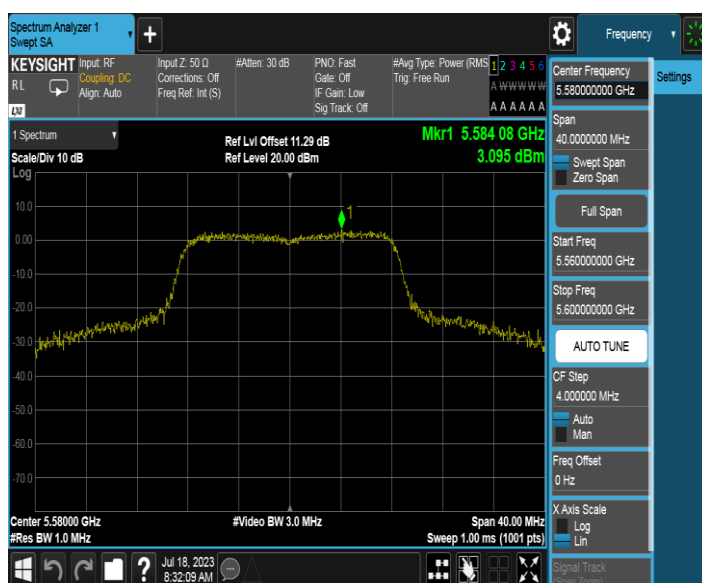 Spectrum Analyzer 1
Swept SA
Frequency
KEYSIGHT
RL
LXI
Input: RF
Coupling: DC
Align: Auto
Input Z: 50 Ω
Corrections: Off
Freq Ref: Int (S)
#Atten: 30 dB
PNO: Fast
Gate: Off
IF Gain: Low
Sig Track: Off
#Avg Type: Power (RMS
Trig: Free Run
1 2 3 4 5 6
A W W W W W
A A A A A A
1 Spectrum
Scale/Div 10 dB
Log
Ref Lvl Offset 11.29 dB
Ref Level 20.00 dBm
Mkr1 5.584 08 GHz
3.095 dBm
10.0
0.00
-10.0
-20.0
-30.0
-40.0
-50.0
-60.0
-70.0
1
Center 5.58000 GHz
#Res BW 1.0 MHz
#Video BW 3.0 MHz
Span 40.00 MHz
Sweep 1.00 ms (1001 pts)
Jul 18, 2023
8:32:09 AM
?
Center Frequency
5.580000000 GHz
Span
40.0000000 MHz
Swept Span
Zero Span
Full Span
Start Freq
5.560000000 GHz
Stop Freq
5.600000000 GHz
AUTO TUNE
CF Step
4.000000 MHz
Auto
Man
Freq Offset
0 Hz
X Axis Scale
Log
Lin
Signal Track
(Span Zoom)
Settings